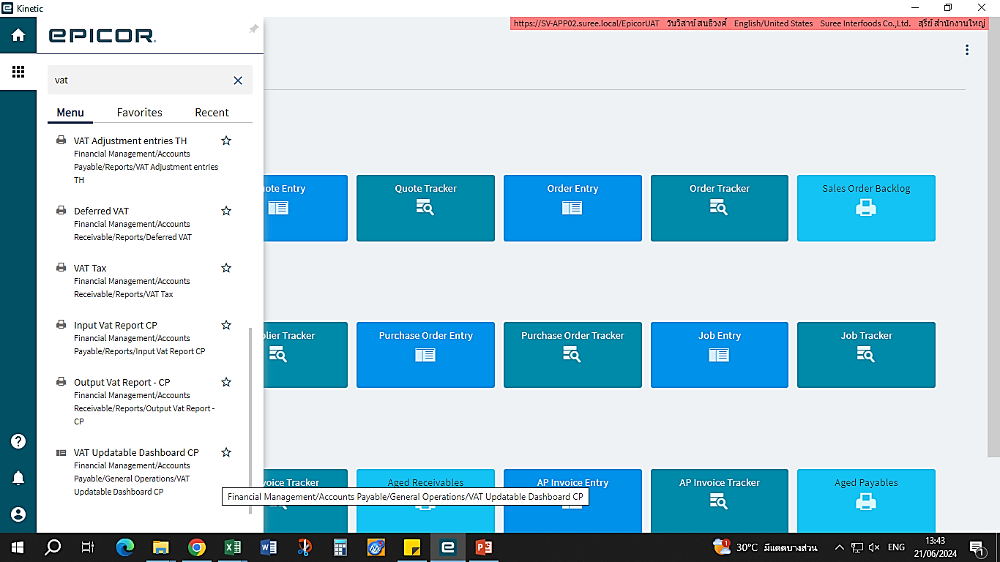 Kinetic
https://SV-APP02.suree.local/EpicorUAT วันวิสาข์ สนธิวงศ์ English/United States Suree Interfoods Co.,Ltd. สุรีย์ สำนักงานใหญ่
EPICOR
vat
Menu Favorites Recent
VAT Adjustment entries TH
Financial Management/Accounts
Payable/Reports/VAT Adjustment entries
TH
Deferred VAT
Financial Management/Accounts
Receivable/Reports/Deferred VAT
VAT Tax
Financial Management/Accounts
Receivable/Reports/VAT Tax
Input Vat Report CP
Financial Management/Accounts
Payable/Reports/Input Vat Report CP
Output Vat Report - CP
Financial Management/Accounts
Receivable/Reports/Output Vat Report -
CP
VAT Updatable Dashboard CP
Financial Management/Accounts
Payable/General Operations/VAT
Updatable Dashboard CP
ote Entry Quote Tracker Order Entry Order Tracker Sales Order Backlog
lier Tracker Purchase Order Entry Purchase Order Tracker Job Entry Job Tracker
voice Tracker Aged Receivables AP Invoice Entry AP Invoice Tracker Aged Payables
Financial Management/Accounts Payable/General Operations/VAT Updatable Dashboard CP
1 30°C มีแดดบางส่วน ENG 13:43
21/06/2024 1